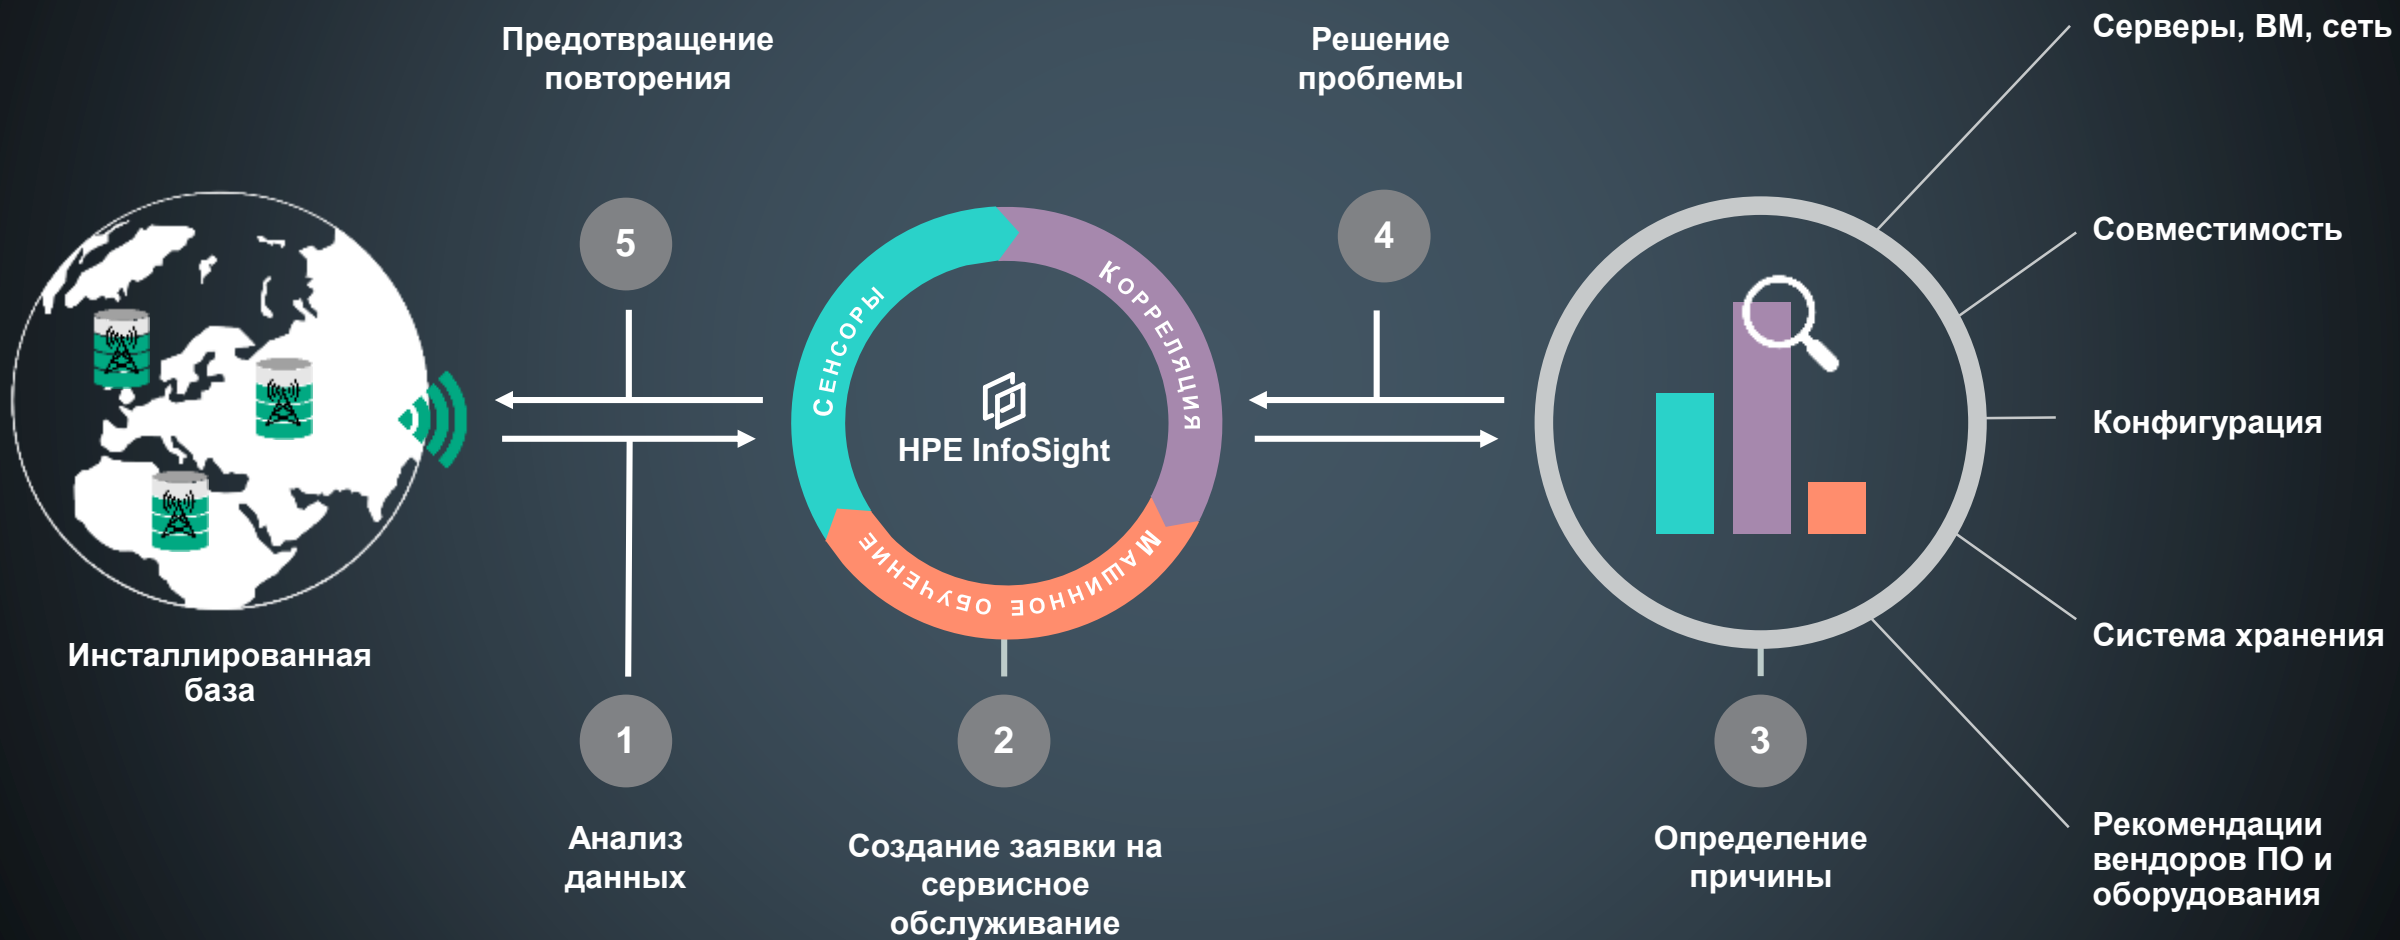 Предотвращение
повторения
Решение
проблемы
Серверы, ВМ, сеть
Совместимость
Конфигурация
Система хранения
Рекомендации
вендоров ПО и
оборудования
5
4
Сенсоры
Корреляция
Машинное обучение
HPE InfoSight
Инсталлированная
база
1
2
3
Анализ
данных
Создание заявки на
сервисное
обслуживание
Определение
причины